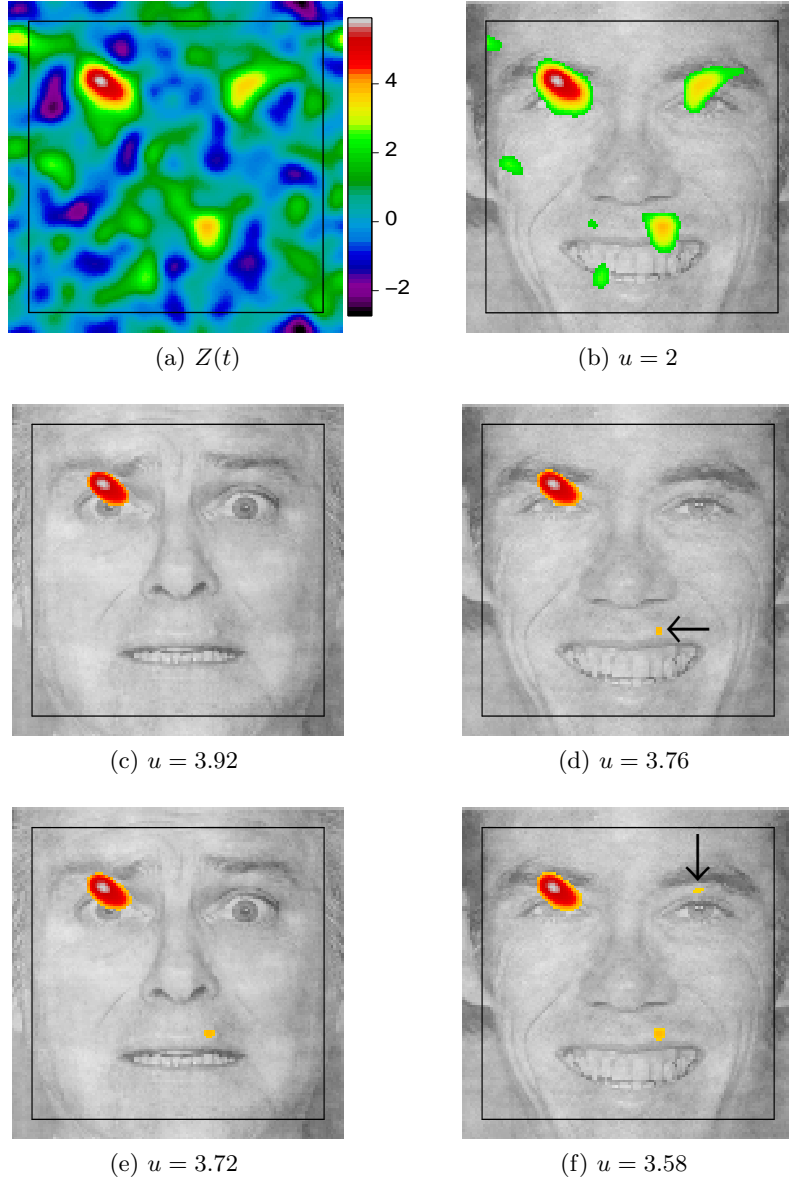 4
2
0
−2
(a) Z(t)
(b) u = 2
(c) u = 3.92
(d) u = 3.76
(e) u = 3.72
(f) u = 3.58